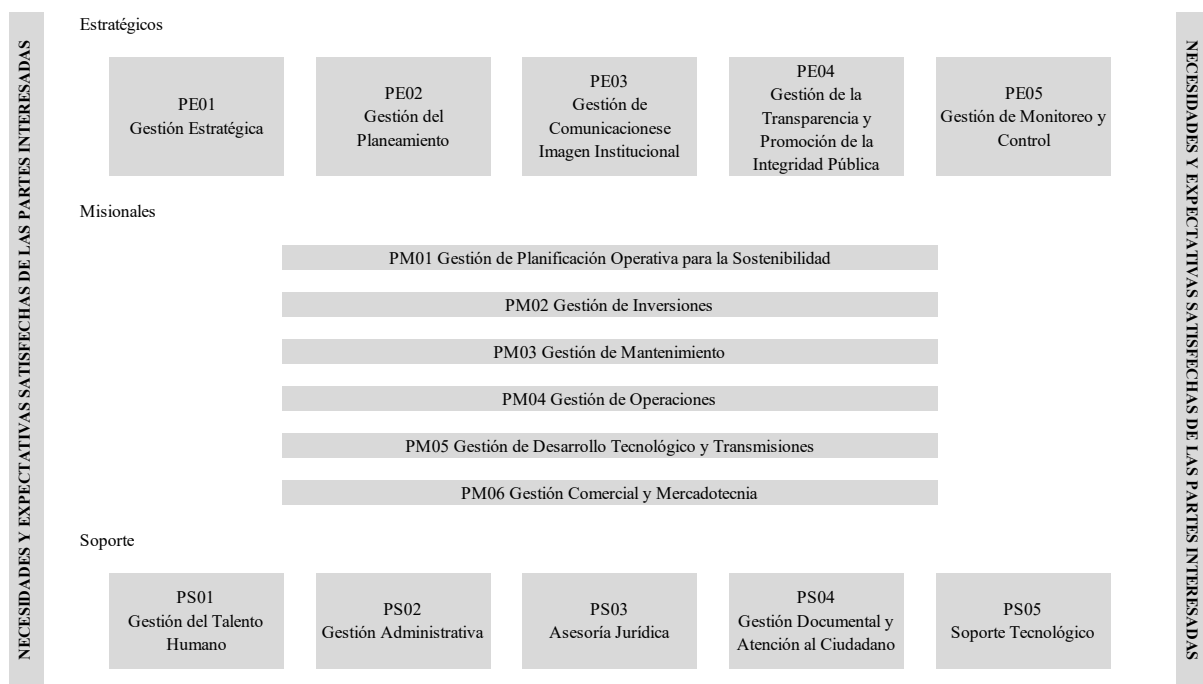 NECESIDADES Y EXPECTATIVAS SATISFECHAS DE LAS PARTES INTERESADAS
Estratégicos
PE01
Gestión Estratégica
PE02
Gestión del
Planeamiento
PE03
Gestión de
Comunicacionese
Imagen Institucional
PE04
Gestión de la
Transparencia y
Promoción de la
Integridad Pública
PE05
Gestión de Monitoreo y
Control
Misionales
PM01 Gestión de Planificación Operativa para la Sostenibilidad
PM02 Gestión de Inversiones
PM03 Gestión de Mantenimiento
PM04 Gestión de Operaciones
PM05 Gestión de Desarrollo Tecnológico y Transmisiones
PM06 Gestión Comercial y Mercadotecnia
Soporte
PS01
Gestión del Talento
Humano
PS02
Gestión Administrativa
PS03
Asesoría Jurídica
PS04
Gestión Documental y
Atención al Ciudadano
PS05
Soporte Tecnológico
NECESIDADES Y EXPECTATIVAS SATISFECHAS DE LAS PARTES INTERESADAS